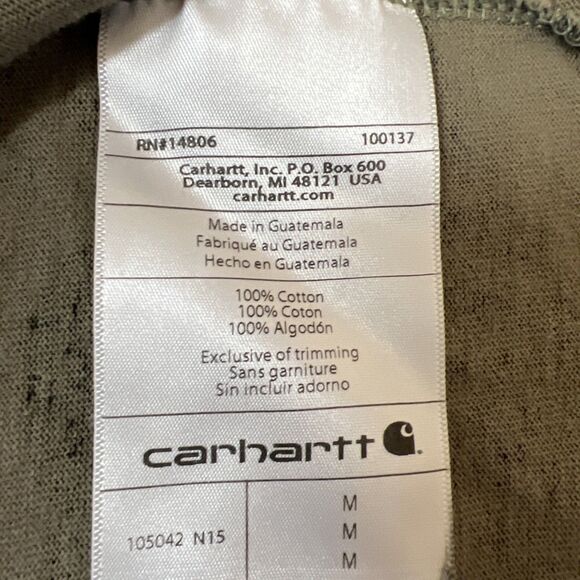 RN#14806 100137
Carhartt, Inc. P.O. Box 600
Dearborn, MI 48121 USA
carhartt.com
Made in Guatemala
Fabriqué au Guatemala
Hecho en Guatemala
100% Cotton
100% Coton
100% Algodón
Exclusive of trimming
Sans garniture
Sin incluir adorno
carhartt
M
105042 N15 M
M